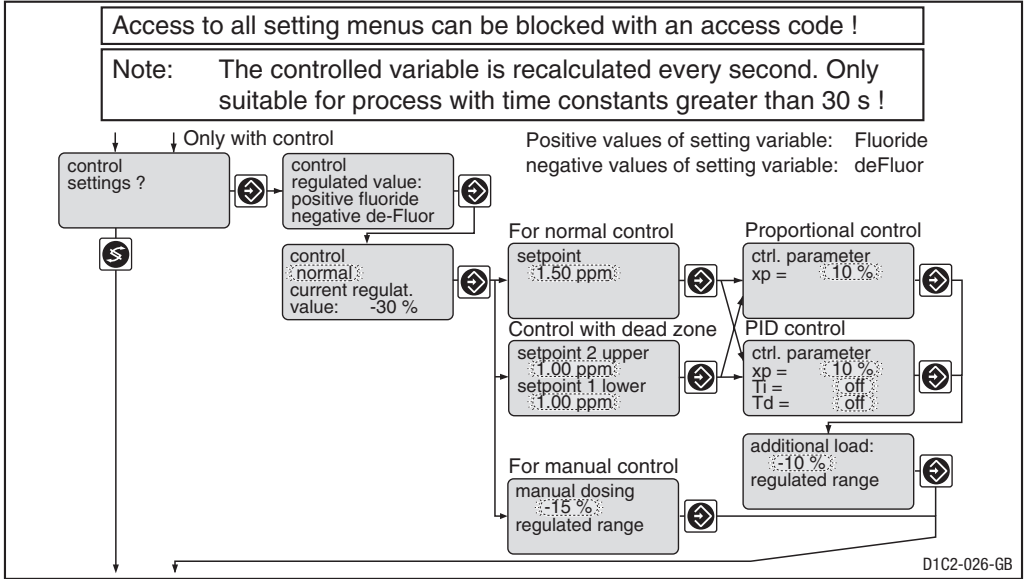 Access to all setting menus can be blocked with an access code !
Note: The controlled variable is recalculated every second. Only
suitable for process with time constants greater than 30 s !
Only with control
Positive values of setting variable: Fluoride
negative values of setting variable: deFluor
control
settings ?
control
regulated value:
positive fluoride
negative de-Fluor
control
normal
current regulat.
value: -30 %
For normal control
setpoint
1.50 ppm
Proportional control
ctrl. parameter
xp = 10 %
Control with dead zone
setpoint 2 upper
1.00 ppm
setpoint 1 lower
1.00 ppm
PID control
ctrl. parameter
xp = 10 %
Ti = off
Td = off
additional load:
-10 %
regulated range
For manual control
manual dosing
-15 %
regulated range
D1C2-026-GB